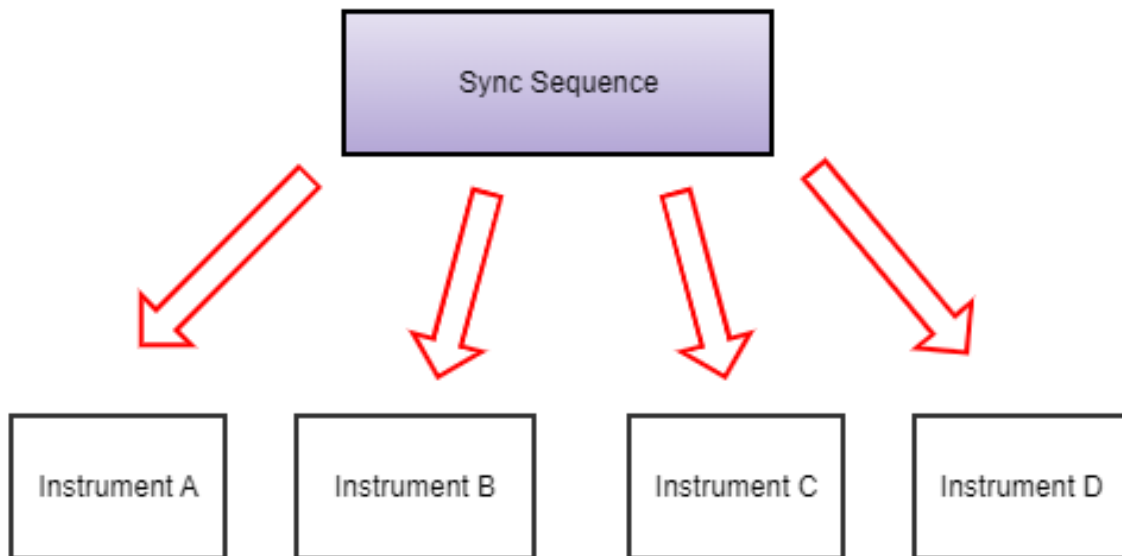 Sync Sequence
Instrument A
Instrument B
Instrument C
Instrument D